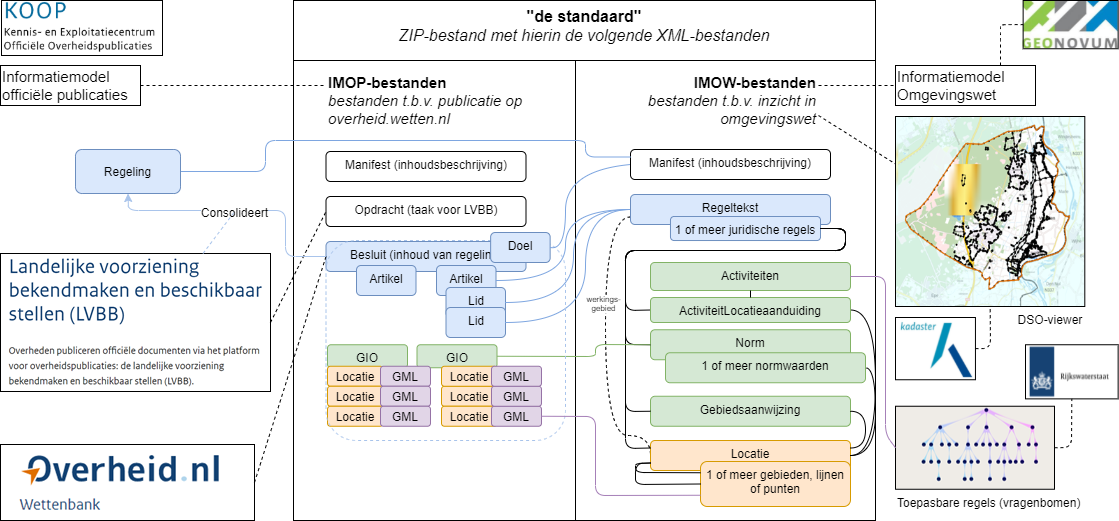 KOOP
Kennis- en Exploitatiecentrum
Officiële Overheidspublicaties
Informatiemodel
officiële publicaties
"de standaard"
ZIP-bestand met hierin de volgende XML-bestanden
GEONOVUM
Informatiemodel
Omgevingswet
IMOP-bestanden
bestanden t.b.v. publicatie op
overheid.wetten.nl
IMOW-bestanden
bestanden t.b.v. inzicht in
omgevingswet
Regeling
Consolideert
Manifest (inhoudsbeschrijving)
Opdracht (taak voor LVBB)
Besluit (inhoud van regelin
Doel
Artikel
Artikel
Lid
Lid
GIO
GIO
Locatie GML Locatie GML
Locatie GML Locatie GML
Locatie GML Locatie GML
Manifest (inhoudsbeschrijving)
Regeltekst
1 of meer juridische regels
werkings-
gebied
Activiteiten
ActiviteitLocatieaanduiding
Norm
1 of meer normwaarden
Gebiedsaanwijzing
Locatie
1 of meer gebieden, lijnen
of punten
Landelijke voorziening
bekendmaken en beschikbaar
stellen (LVBB)
Overheden publiceren officiële documenten via het platform
voor overheidspublicaties: de landelijke voorziening
bekendmaken en beschikbaar stellen (LVBB).
Overheid.nl
Wettenbank
DSO-viewer
kadaster
Rijkswaterstaat
Toepasbare regels (vragenbomen)